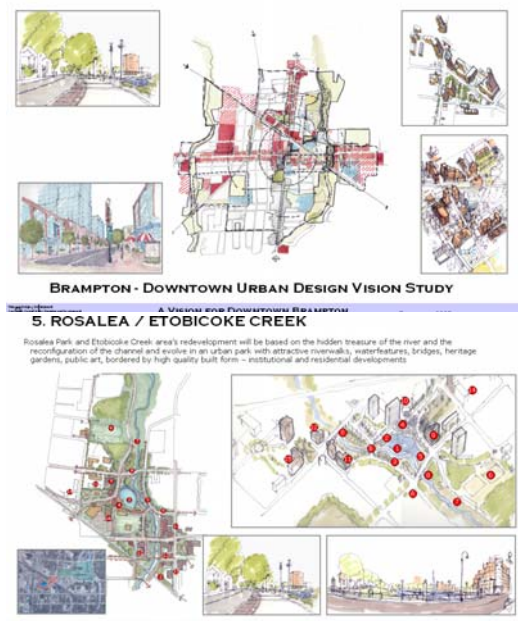 BRAMPTON - DOWNTOWN URBAN DESIGN VISION STUDY
A VISION FOR DOWNTOWN BRAMPTON
5. ROSALEA / ETOBICOKE CREEK
Rosalea Park and Etobicoke Creek area's redevelopment will be based on the hidden treasure of the river and the
reconfiguration of the channel and evolve in an urban park with attractive riverwalks, waterfeatures, bridges, heritage
gardens, public art, bordered by high quality built form – institutional and residential developments